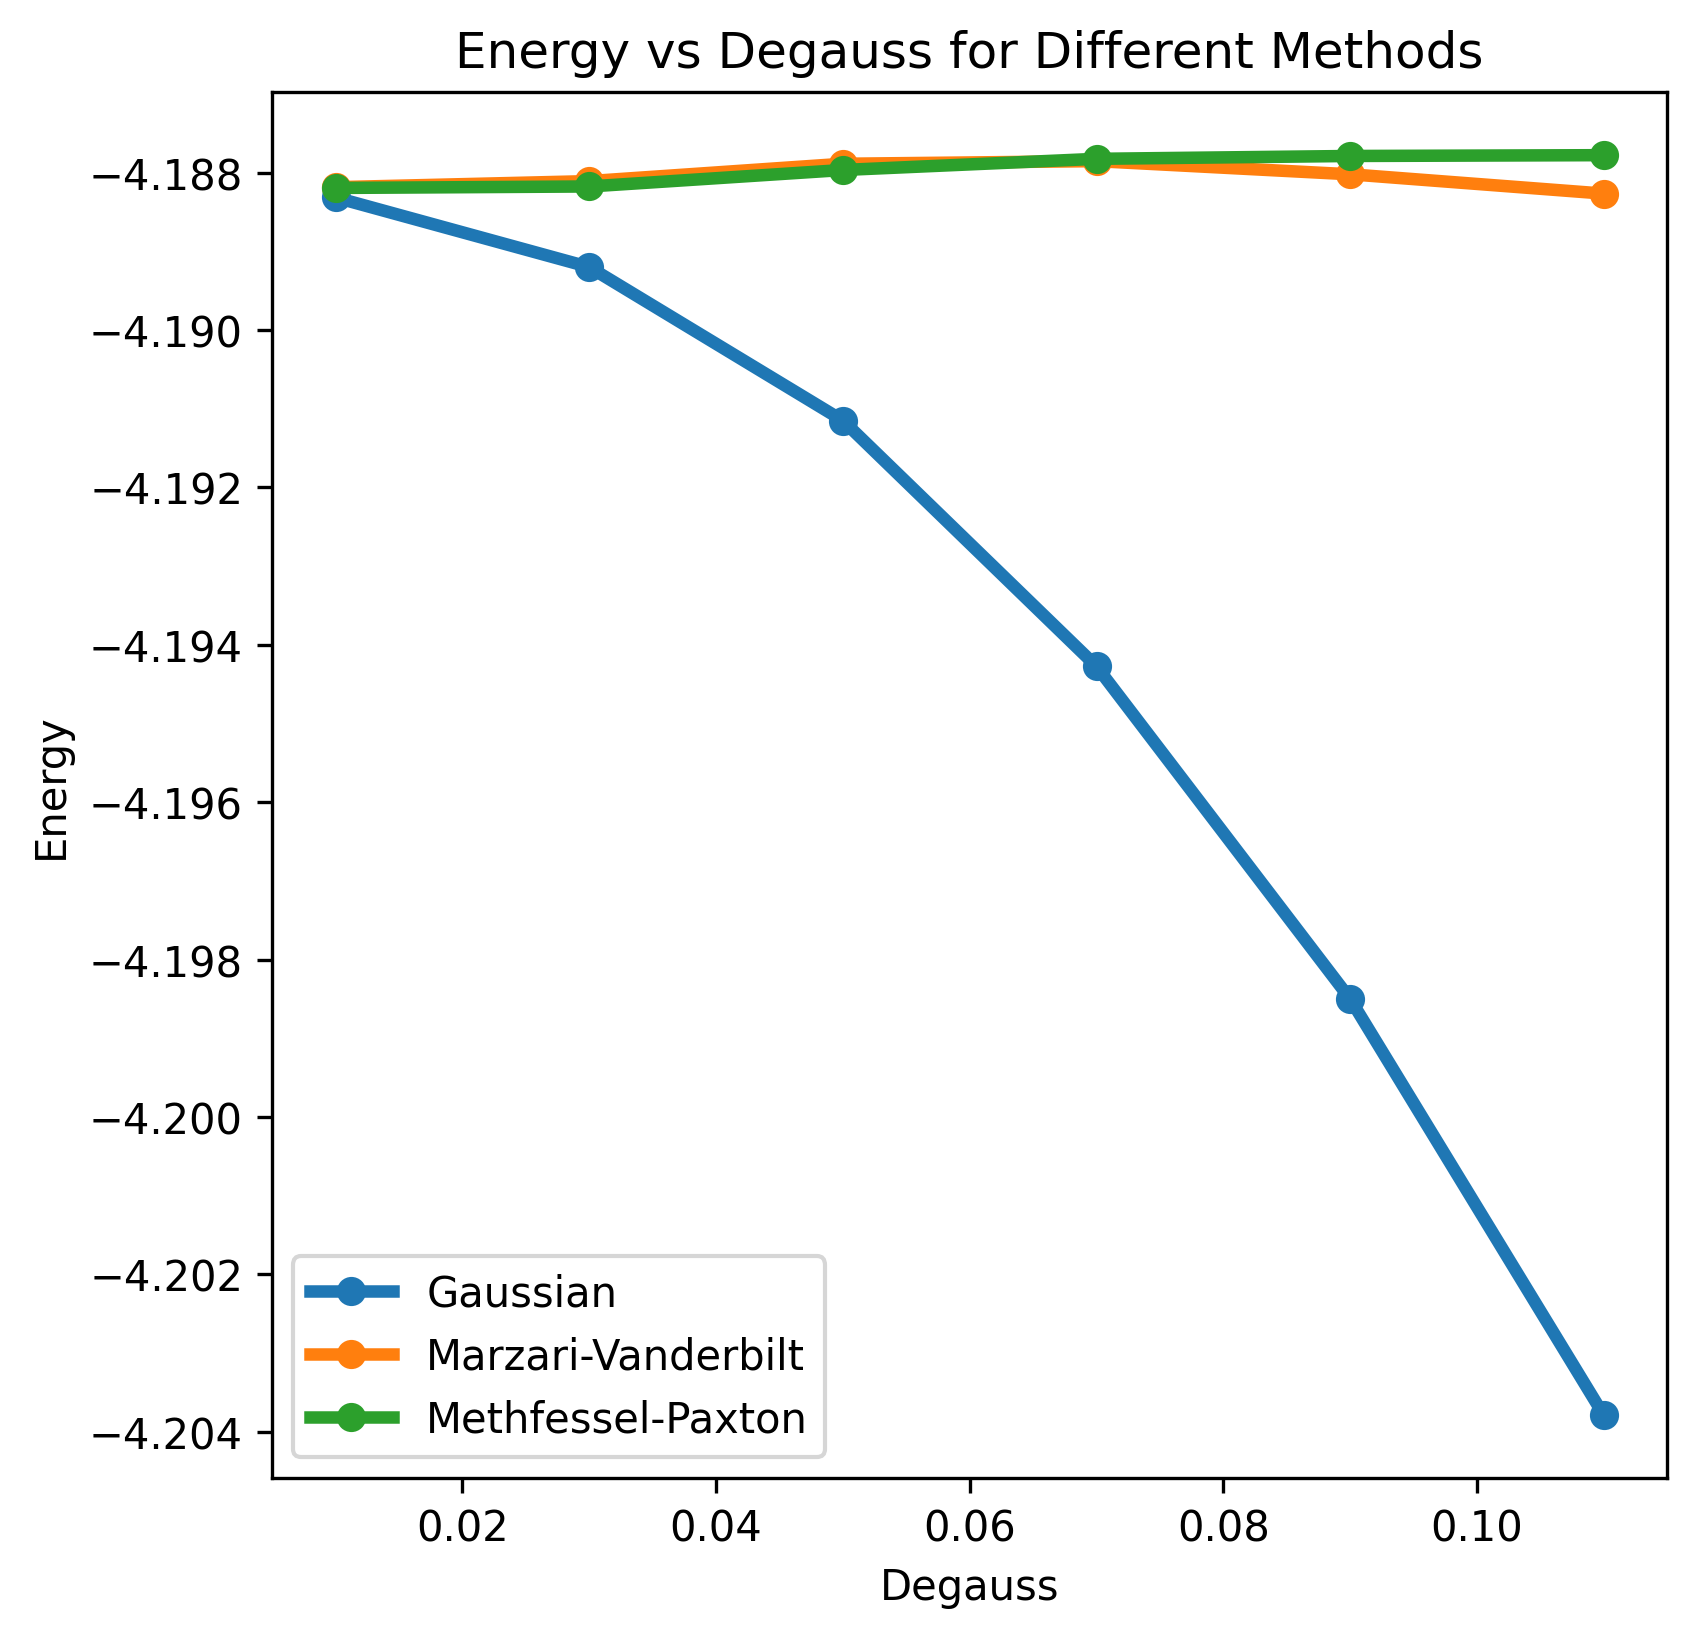 Energy vs Degauss for Different Methods
−4.188
−4.190
−4.192
−4.194
−4.196
−4.198
−4.200
−4.202
−4.204
Energy
Gaussian
Marzari-Vanderbilt
Methfessel-Paxton
0.02 0.04 0.06 0.08 0.10
Degauss